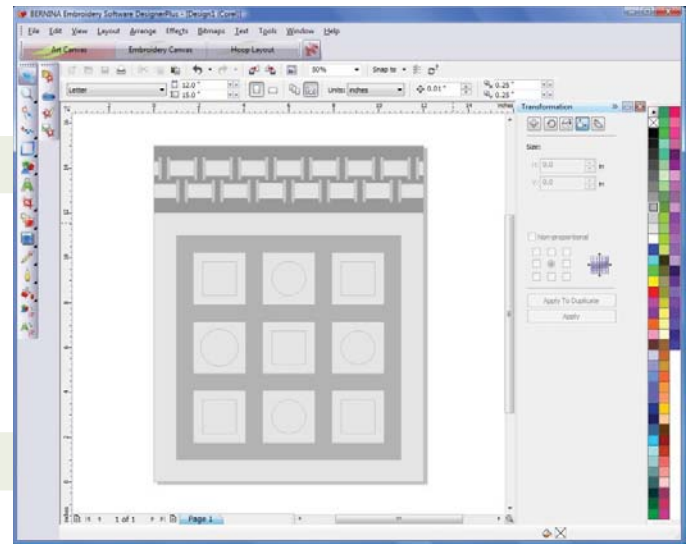 BERNINA Embroidery Software DesignerPlus - [Design1 (Corel)]
File Edit View Layout Arrange Effects Bitmaps Text Tools Window Help
Art Canvas Embroidery Canvas Hoop Layout
50% Snap to
Letter 12.0" 15.0" Units: inches 0.01" 0.25" 0.25"
inches
Transformation
Size:
H: 0.0 in
V: 0.0 in
Non-proportional
Apply To Duplicate
Apply
inches
1 of 1 Page 1